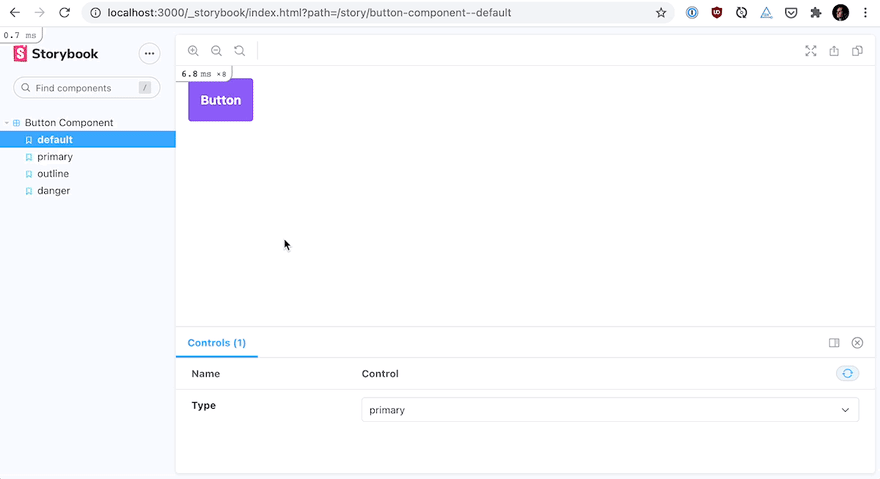 localhost:3000/_storybook/index.html?path=/story/button-component--default
0.7 ms
Storybook
Find components /
Button Component
default
primary
outline
danger
6.8 ms ×8
Button
Controls (1)
Name Control
Type primary